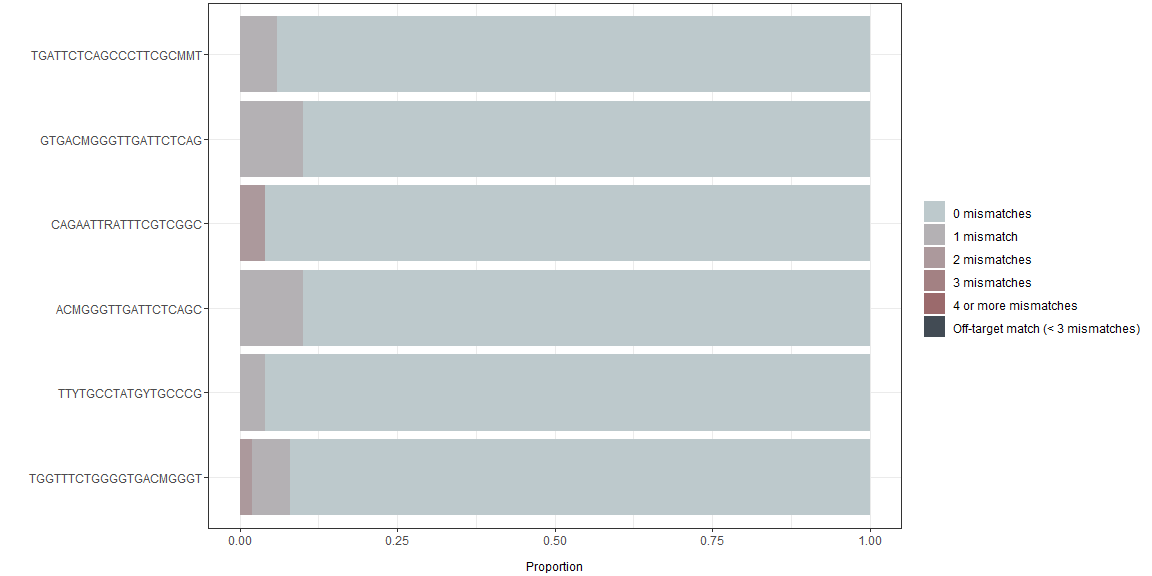 TGATTCTCAGCCCTTCGCMMT
GTGACMGGGTTGATTCTCAG
CAGAATTRATTTCGTCGGC
ACMGGGTTGATTCTCAGC
TTYTGCCTATGYTGCCCG
TGGTTTCTGGGGTGACMGGGT
0.00 0.25 0.50 0.75 1.00
Proportion
0 mismatches
1 mismatch
2 mismatches
3 mismatches
4 or more mismatches
Off-target match (< 3 mismatches)